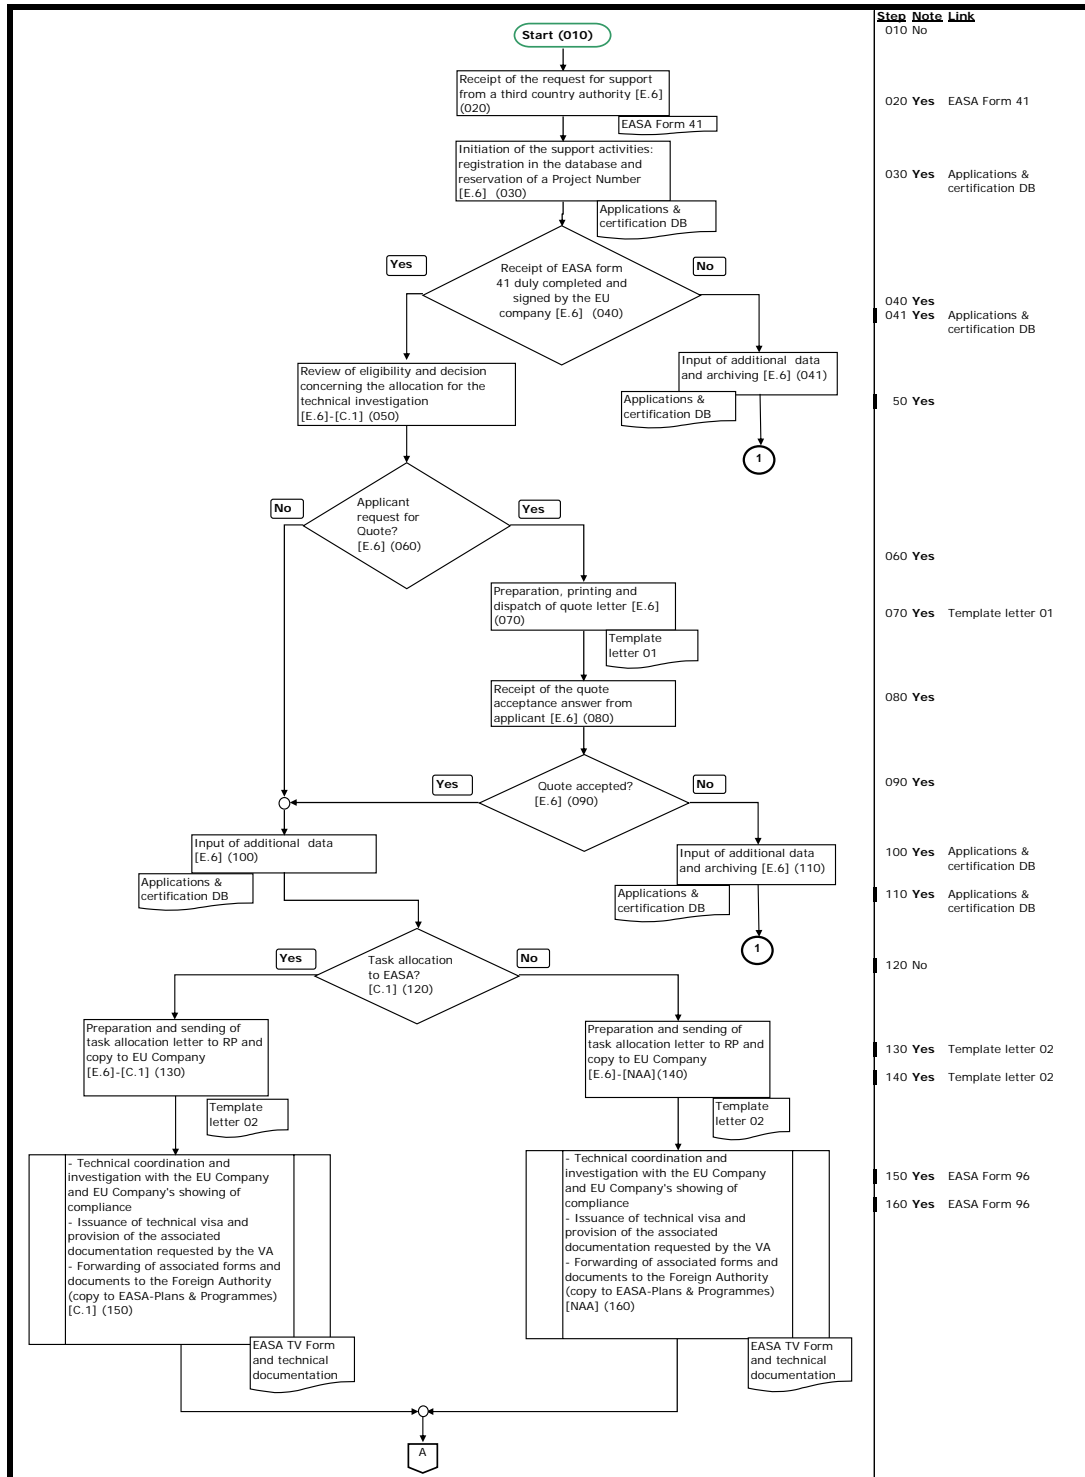 Step Note Link
Start (010)
010 No
Receipt of the request for support
from a third country authority [E.6]
(020)
EASA Form 41
020 Yes EASA Form 41
Initiation of the support activities:
registration in the database and
reservation of a Project Number
[E.6] (030)
Applications &
certification DB
030 Yes Applications &
certification DB
Yes
No
Receipt of EASA form
41 duly completed and
signed by the EU
company [E.6] (040)
040 Yes
041 Yes Applications &
certification DB
Review of eligibility and decision
concerning the allocation for the
technical investigation
[E.6]-[C.1] (050)
Input of additional data
and archiving [E.6] (041)
Applications &
certification DB
50 Yes
1
No
Yes
Applicant
request for
Quote?
[E.6] (060)
060 Yes
Preparation, printing and
dispatch of quote letter [E.6]
(070)
Template
letter 01
070 Yes Template letter 01
Receipt of the quote
acceptance answer from
applicant [E.6] (080)
080 Yes
Yes
No
Quote accepted?
[E.6] (090)
090 Yes
Input of additional data
[E.6] (100)
Applications &
certification DB
Input of additional data
and archiving [E.6] (110)
Applications &
certification DB
100 Yes Applications &
certification DB
110 Yes Applications &
certification DB
1
Yes
No
Task allocation
to EASA?
[C.1] (120)
120 No
Preparation and sending of
task allocation letter to RP and
copy to EU Company
[E.6]-[C.1] (130)
Template
letter 02
Preparation and sending of
task allocation letter to RP and
copy to EU Company
[E.6]-[NAA](140)
Template
letter 02
130 Yes Template letter 02
140 Yes Template letter 02
- Technical coordination and
investigation with the EU Company
and EU Company's showing of
compliance
- Issuance of technical visa and
provision of the associated
documentation requested by the VA
- Forwarding of associated forms and
documents to the Foreign Authority
(copy to EASA-Plans & Programmes)
[C.1] (150)
EASA TV Form
and technical
documentation
- Technical coordination and
investigation with the EU Company
and EU Company's showing of
compliance
- Issuance of technical visa and
provision of the associated
documentation requested by the VA
- Forwarding of associated forms and
documents to the Foreign Authority
(copy to EASA-Plans & Programmes)
[NAA] (160)
EASA TV Form
and technical
documentation
150 Yes EASA Form 96
160 Yes EASA Form 96
A